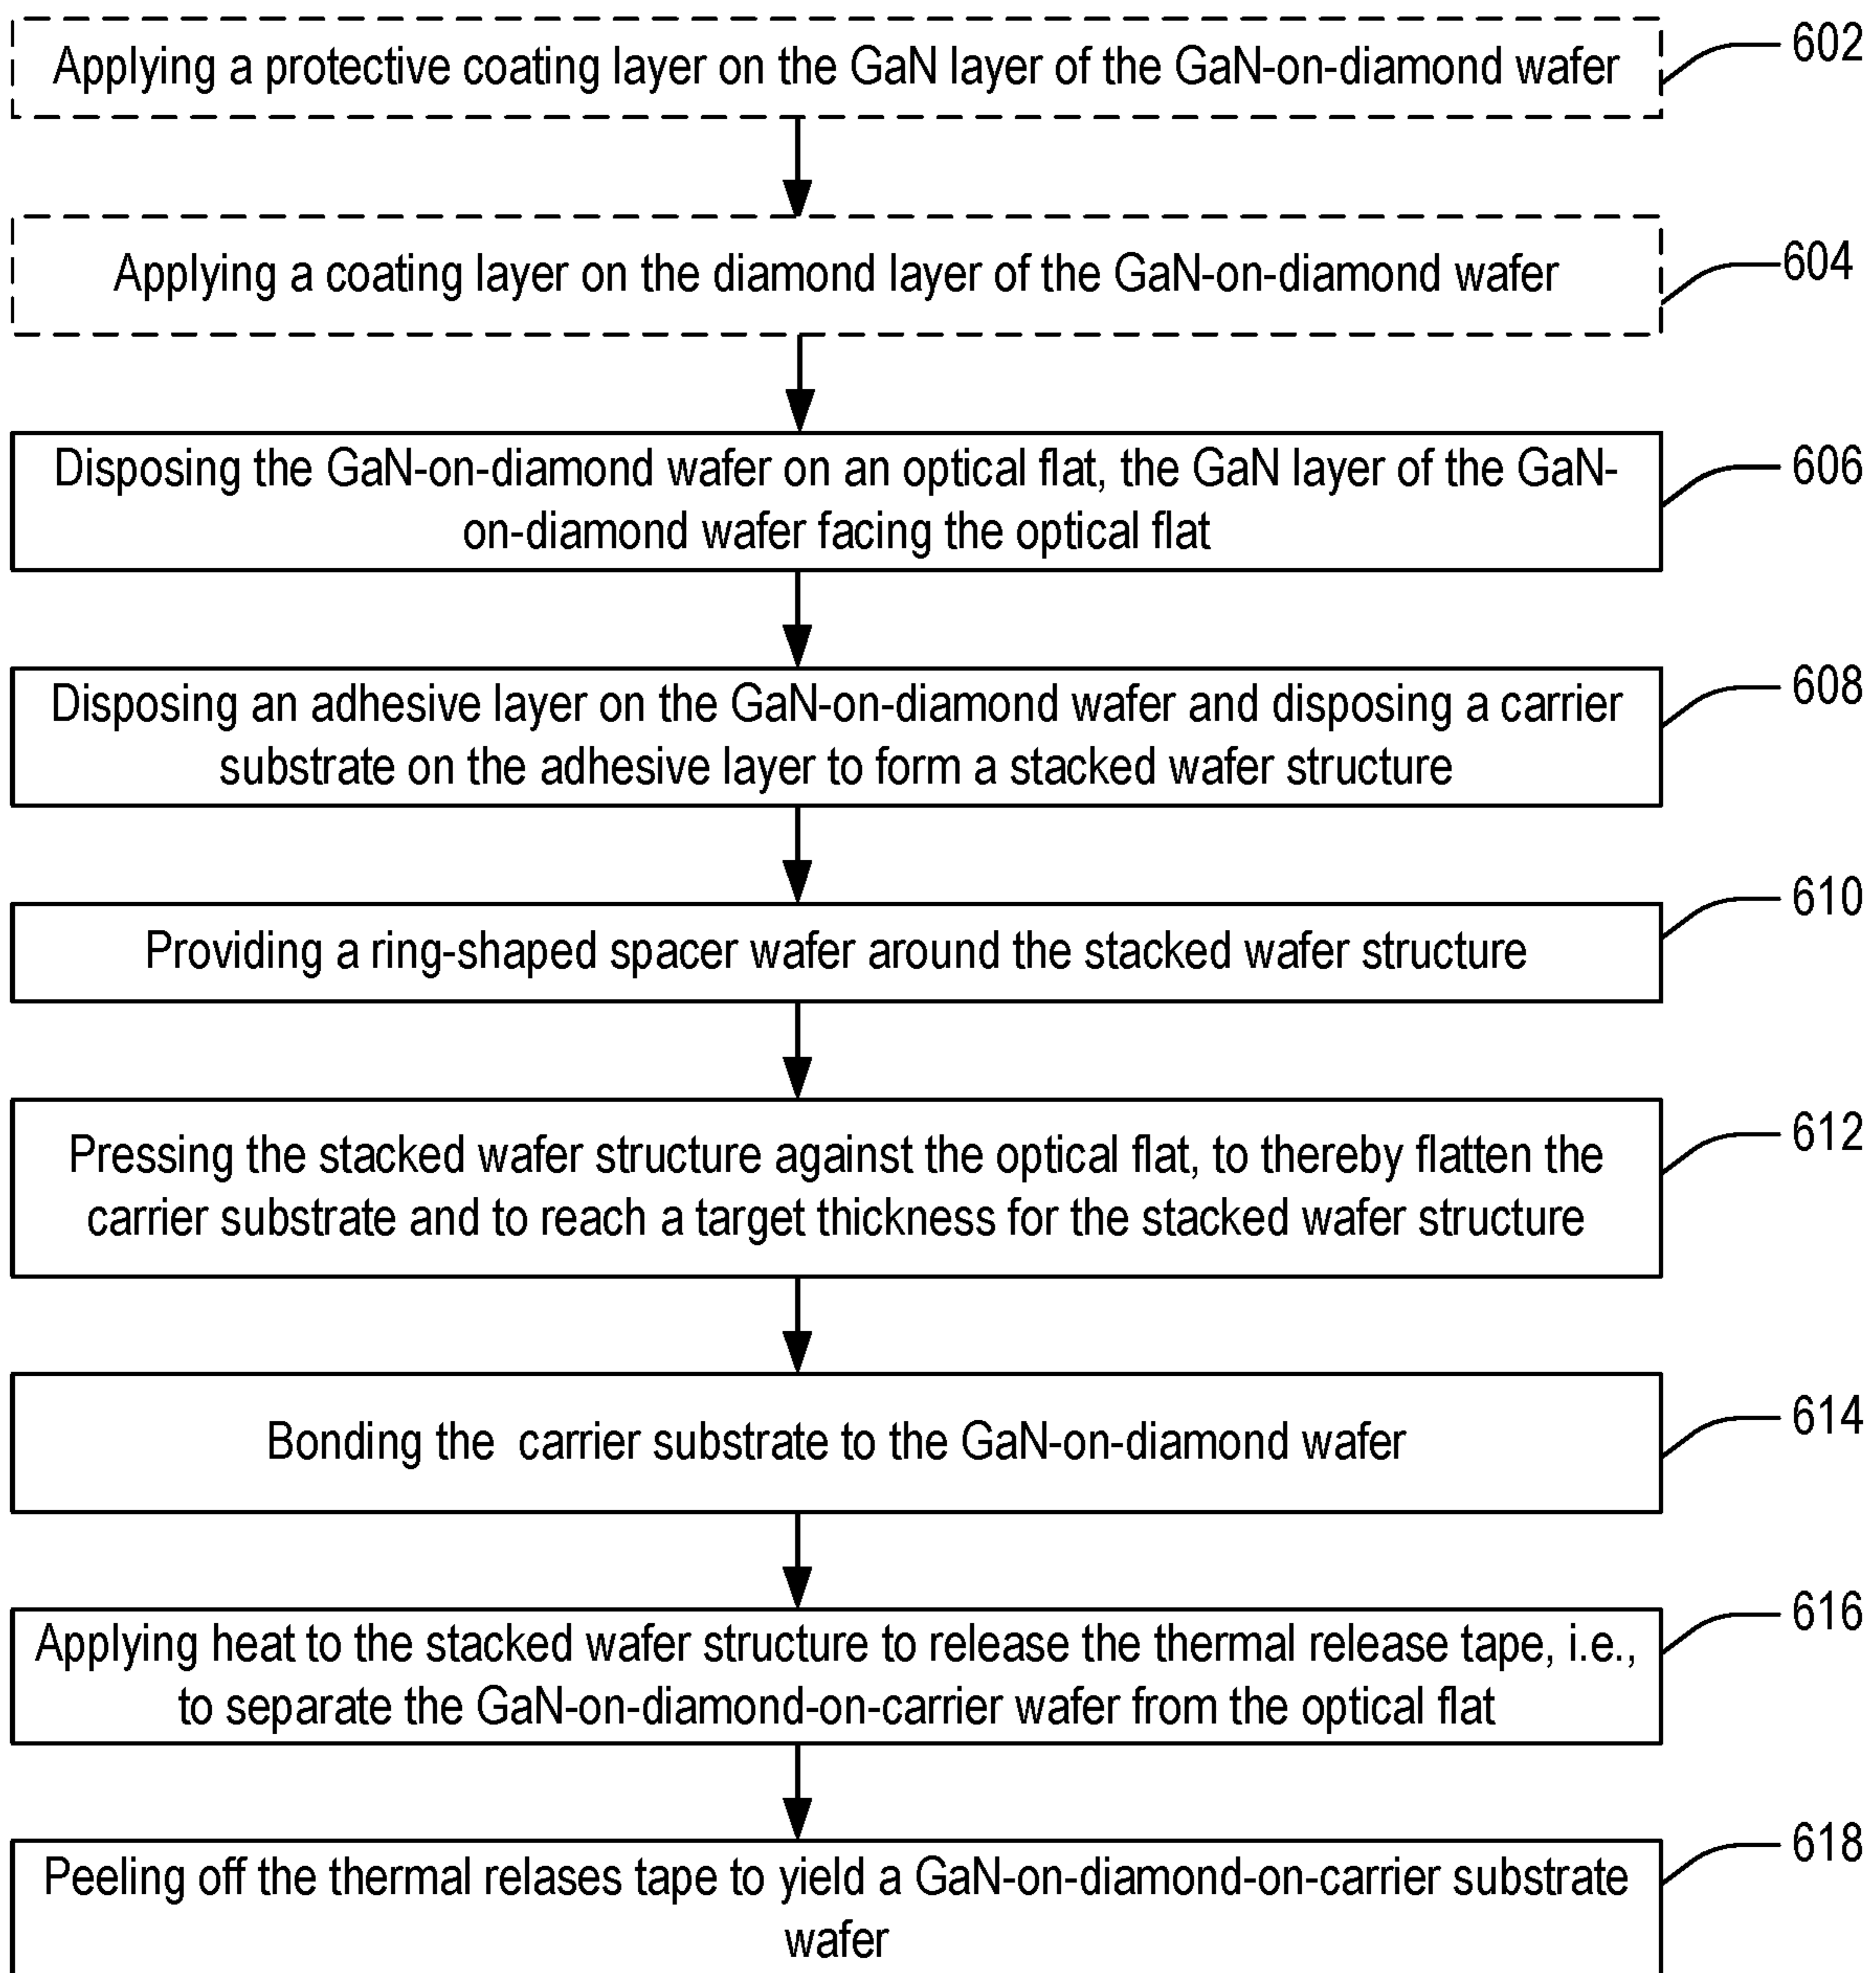 Applying a protective coating layer on the GaN layer of the GaN-on-diamond wafer
602
Applying a coating layer on the diamond layer of the GaN-on-diamond wafer
604
Disposing the GaN-on-diamond wafer on an optical flat, the GaN layer of the GaN-
on-diamond wafer facing the optical flat
606
Disposing an adhesive layer on the GaN-on-diamond wafer and disposing a carrier
substrate on the adhesive layer to form a stacked wafer structure
608
Providing a ring-shaped spacer wafer around the stacked wafer structure
610
Pressing the stacked wafer structure against the optical flat, to thereby flatten the
carrier substrate and to reach a target thickness for the stacked wafer structure
612
Bonding the carrier substrate to the GaN-on-diamond wafer
614
Applying heat to the stacked wafer structure to release the thermal release tape, i.e.,
to separate the GaN-on-diamond-on-carrier wafer from the optical flat
616
Peeling off the thermal relases tape to yield a GaN-on-diamond-on-carrier substrate
wafer
618